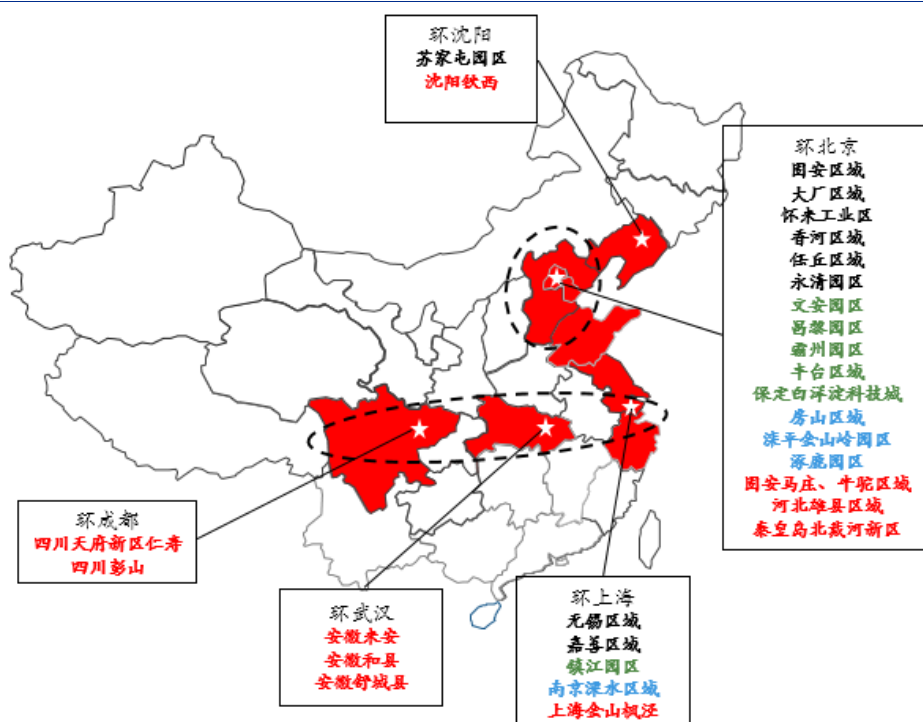 环沈阳
苏家屯园区
沈阳铁西
环北京
固安区域
大厂区域
怀来工业区
香河区域
任丘区域
永清园区
文安园区
昌黎园区
霸州园区
丰台区域
保定白洋淀科技城
房山区域
滦平金山岭园区
涿鹿园区
固安马庄、牛驼区域
河北雄县区域
秦皇岛北戴河新区
环成都
四川天府新区仁寿
四川彭山
环武汉
安徽来安
安徽和县
安徽舒城县
环上海
无锡区域
嘉善区域
镇江园区
南京溧水区域
上海金山枫泾